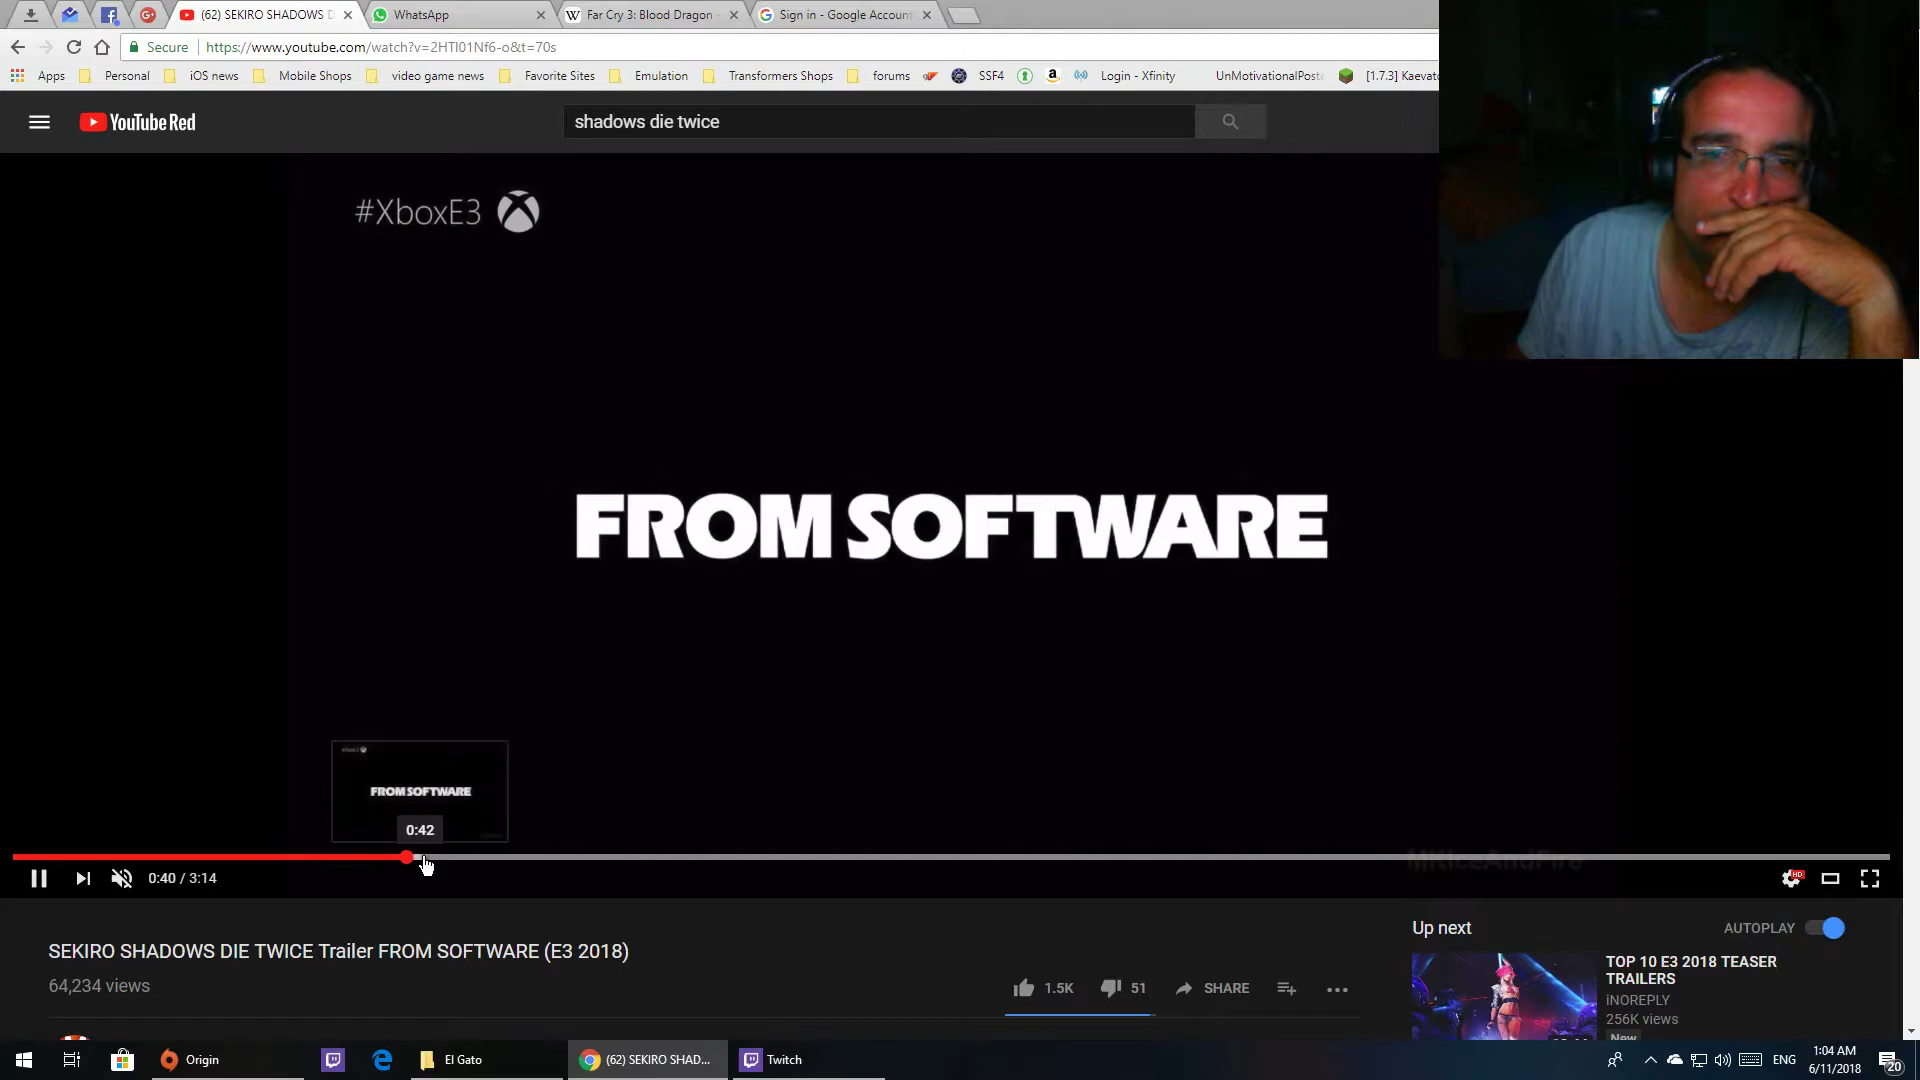 (62) SEKIRO SHADOWS D
WhatsApp
Far Cry 3: Blood Dragon -
Sign in - Google Account
Secure
https://www.youtube.com/watch?v=2HTI01Nf6-o&t=70s
Apps
Personal
iOS news
Mobile Shops
video game news
Favorite Sites
Emulation
Transformers Shops
forums
SSF4
Login - Xfinity
UnMotivationalPoste
[1.7.3] Kaevato
YouTube Red
shadows die twice
#XboxE3
FROM SOFTWARE
FROM SOFTWARE
0:42
MKIceAndFire
0:40 / 3:14
HD
SEKIRO SHADOWS DIE TWICE Trailer FROM SOFTWARE (E3 2018)
64,234 views
1.5K
51
SHARE
Up next
AUTOPLAY
TOP 10 E3 2018 TEASER
TRAILERS
iNOREPLY
256K views
New
Origin
El Gato
(62) SEKIRO SHAD...
Twitch
ENG
1:04 AM
6/11/2018
20